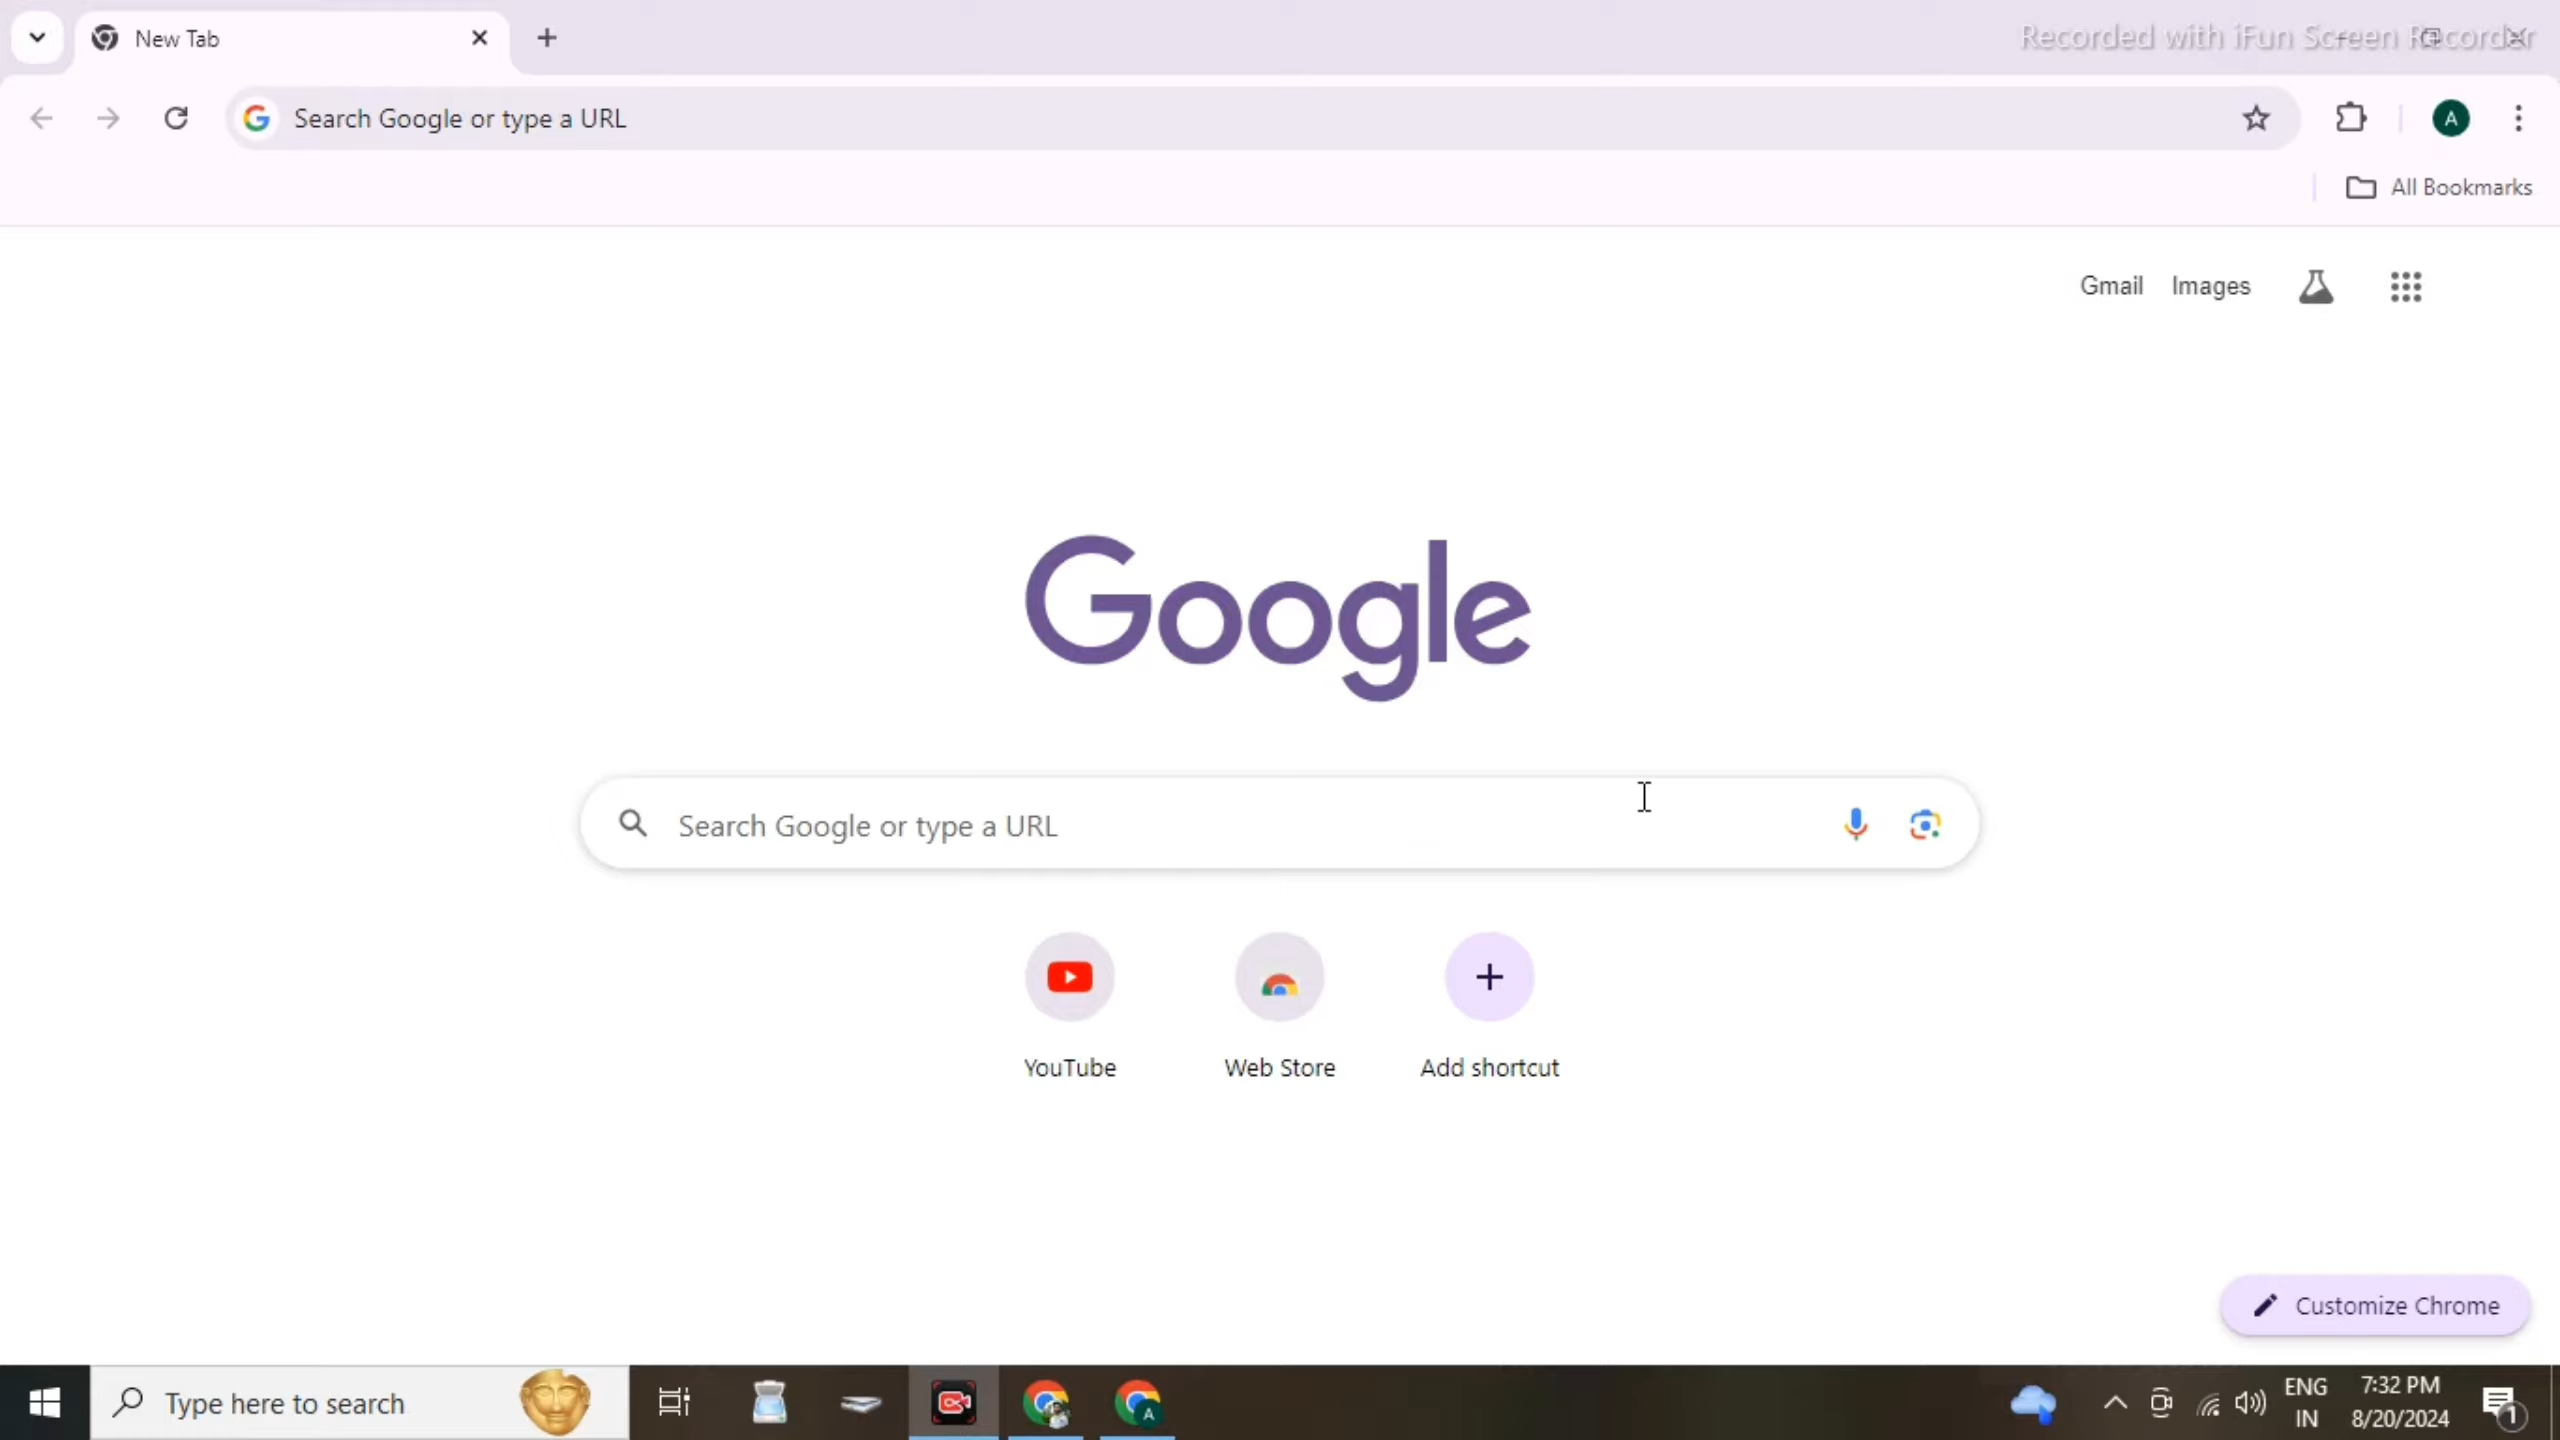 New Tab
Recorded with iFun Screen Recorder
Search Google or type a URL
A
All Bookmarks
Gmail Images
Google
Search Google or type a URL
YouTube Web Store Add shortcut
Customize Chrome
Type here to search
A
ENG
IN
7:32 PM
8/20/2024
1